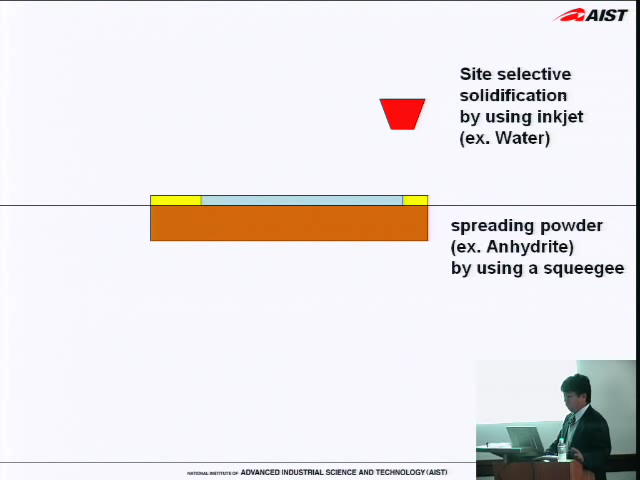 AIST
Site selective
solidification
by using inkjet
(ex. Water)
spreading powder
(ex. Anhydrite)
by using a squeegee
NATIONAL INSTITUTE OF ADVANCED INDUSTRIAL SCIENCE AND TECHNOLOGY (AIST)